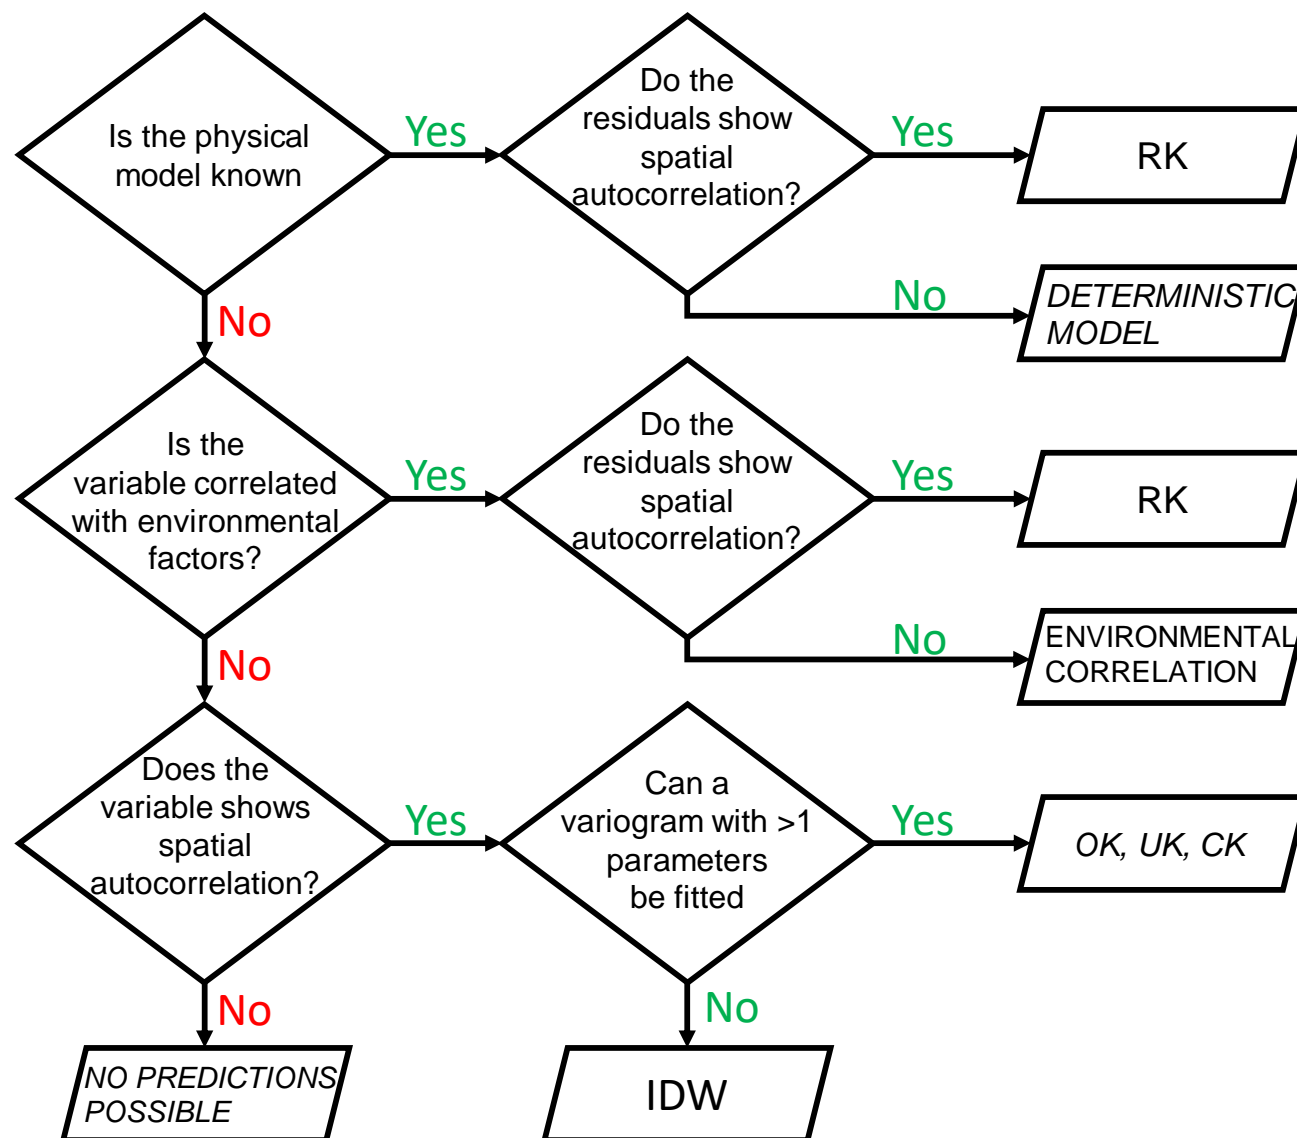 Is the physical
model known
Yes
Do the
residuals show
spatial
autocorrelation?
Yes
RK
No
DETERMINISTIC
MODEL
No
Is the
variable correlated
with environmental
factors?
Yes
Do the
residuals show
spatial
autocorrelation?
Yes
RK
No
ENVIRONMENTAL
CORRELATION
No
Does the
variable shows
spatial
autocorrelation?
Yes
Can a
variogram with >1
parameters
be fitted
Yes
OK, UK, CK
No
NO PREDICTIONS
POSSIBLE
No
IDW